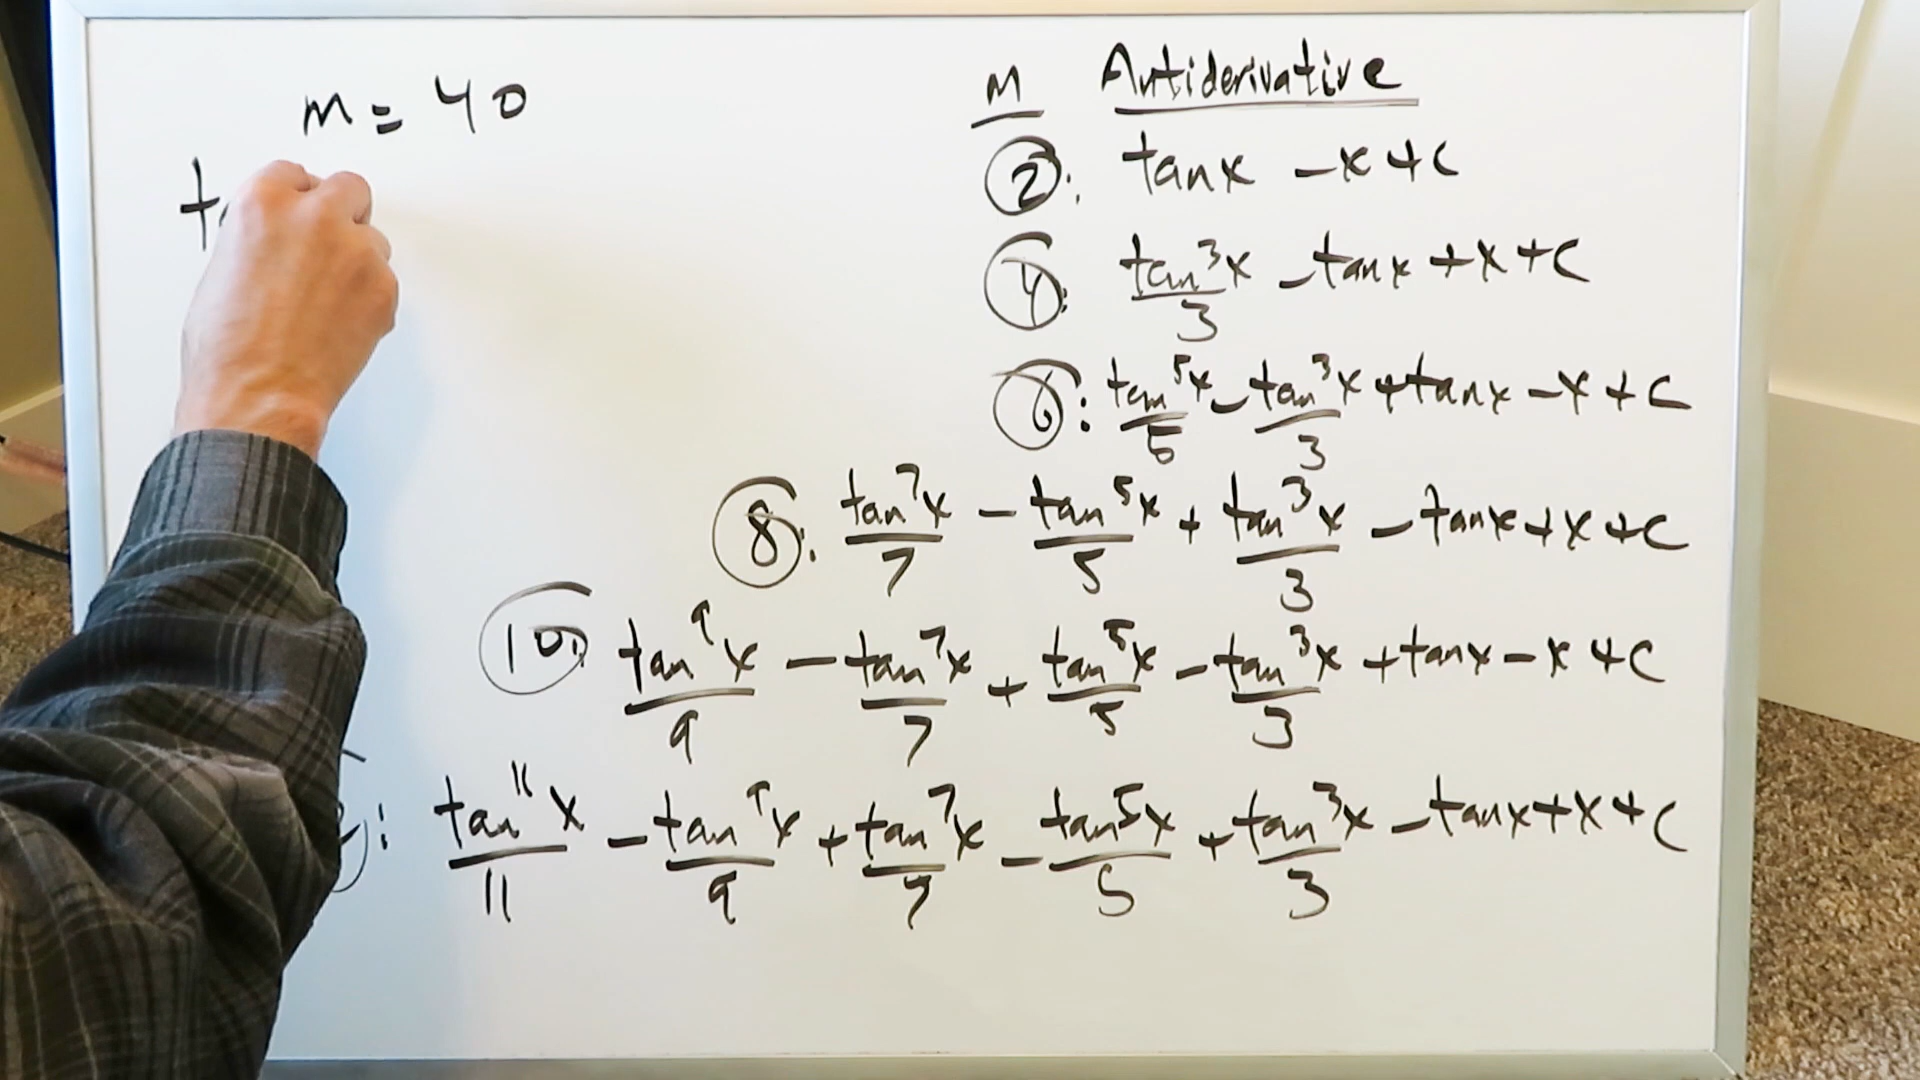 m = 40
M Antiderivative
2: tanx - x + c
4: tan³x/3 - tanx + x + c
6: tan⁵x/5 - tan³x/3 + tanx - x + c
8: tan⁷x/7 - tan⁵x/5 + tan³x/3 - tanx + x + c
10: tan⁹x/9 - tan⁷x/7 + tan⁵x/5 - tan³x/3 + tanx - x + c
: tan¹¹x/11 - tan⁹x/9 + tan⁷x/7 - tan⁵x/5 + tan³x/3 - tanx + x + c